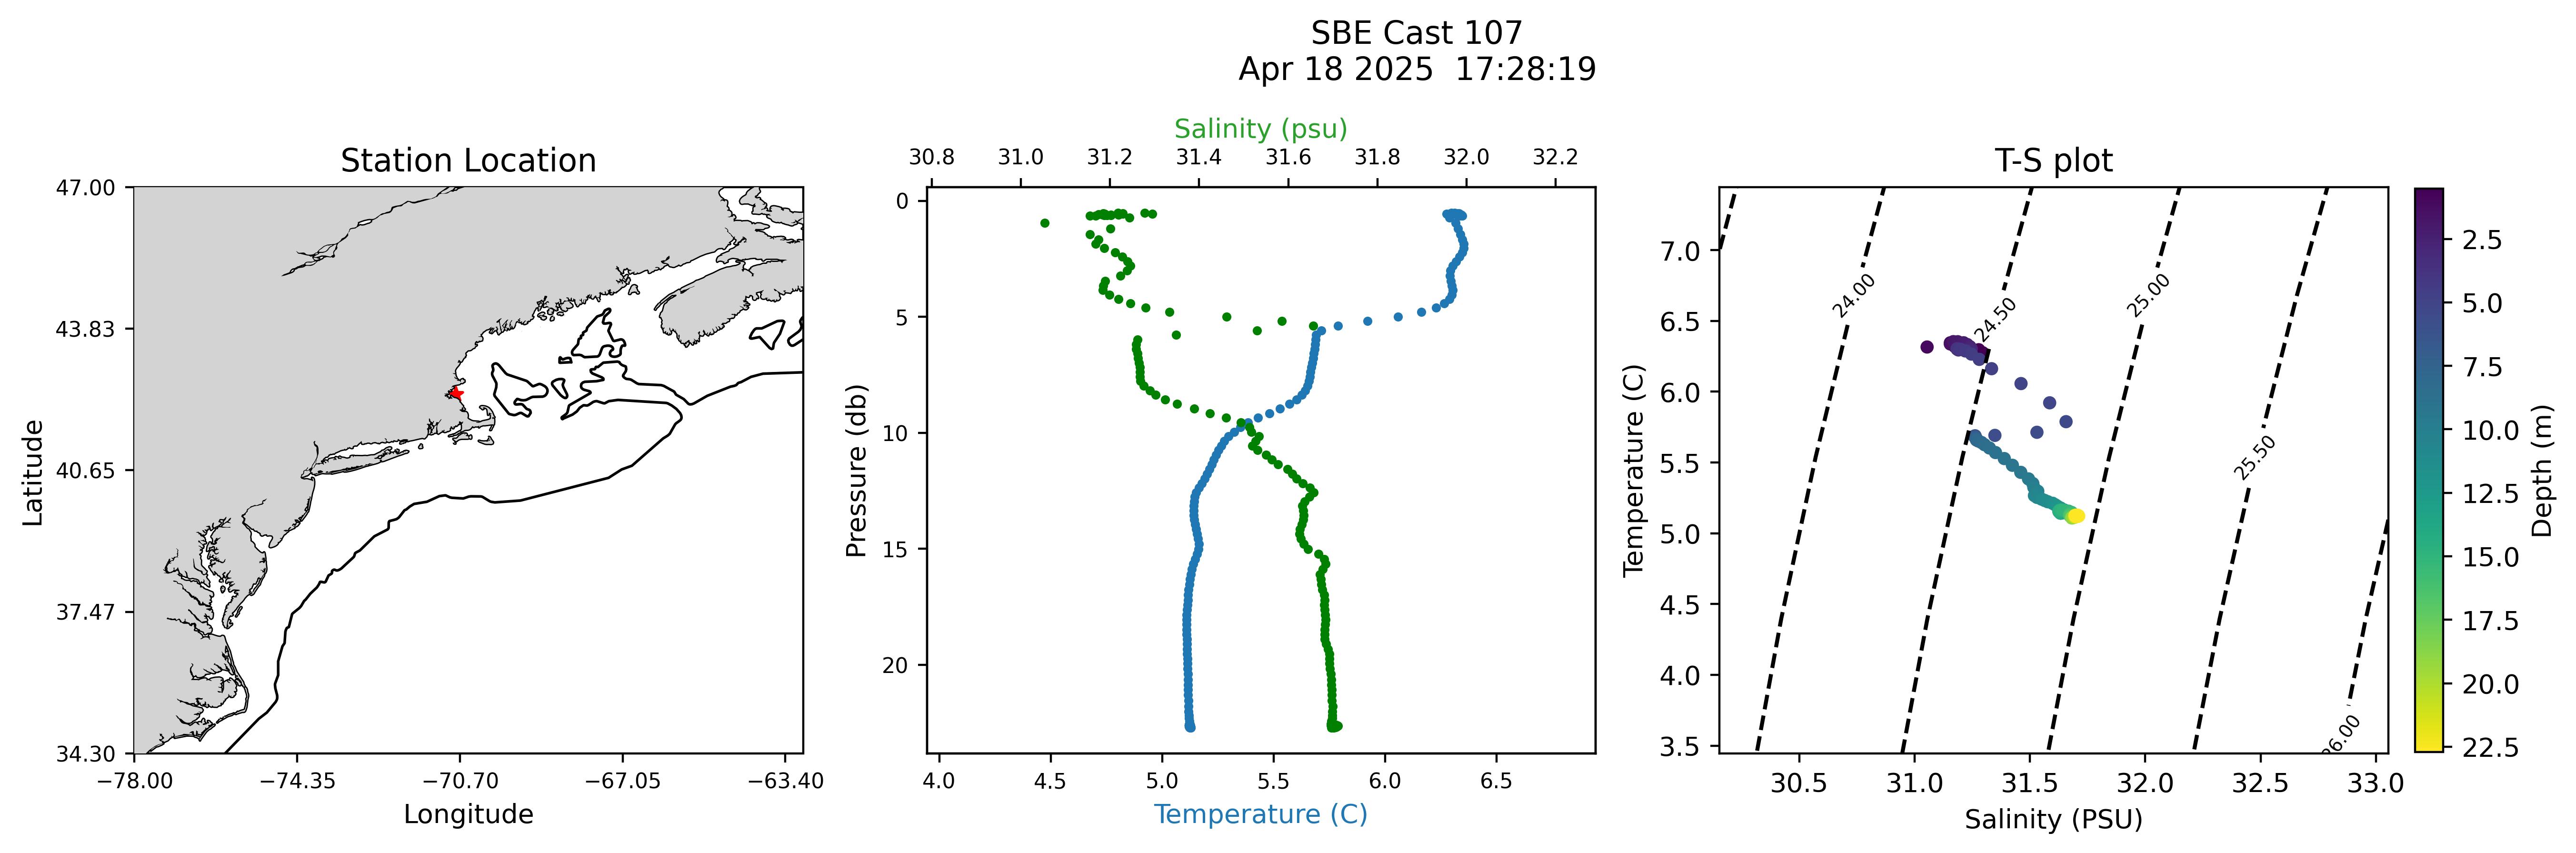 SBE Cast 107
Apr 18 2025  17:28:19
Station Location
47.00
43.83
40.65
37.47
34.30
Latitude
−78.00 −74.35 −70.70 −67.05 −63.40
Longitude
Salinity (psu)
30.8 31.0 31.2 31.4 31.6 31.8 32.0 32.2
0
5
10
15
20
Pressure (db)
4.0 4.5 5.0 5.5 6.0 6.5
Temperature (C)
T-S plot
7.0
6.5
6.0
5.5
5.0
4.5
4.0
3.5
Temperature (C)
24.00
24.50
25.00
25.50
26.00
30.5 31.0 31.5 32.0 32.5 33.0
Salinity (PSU)
2.5
5.0
7.5
10.0
12.5
15.0
17.5
20.0
22.5
Depth (m)